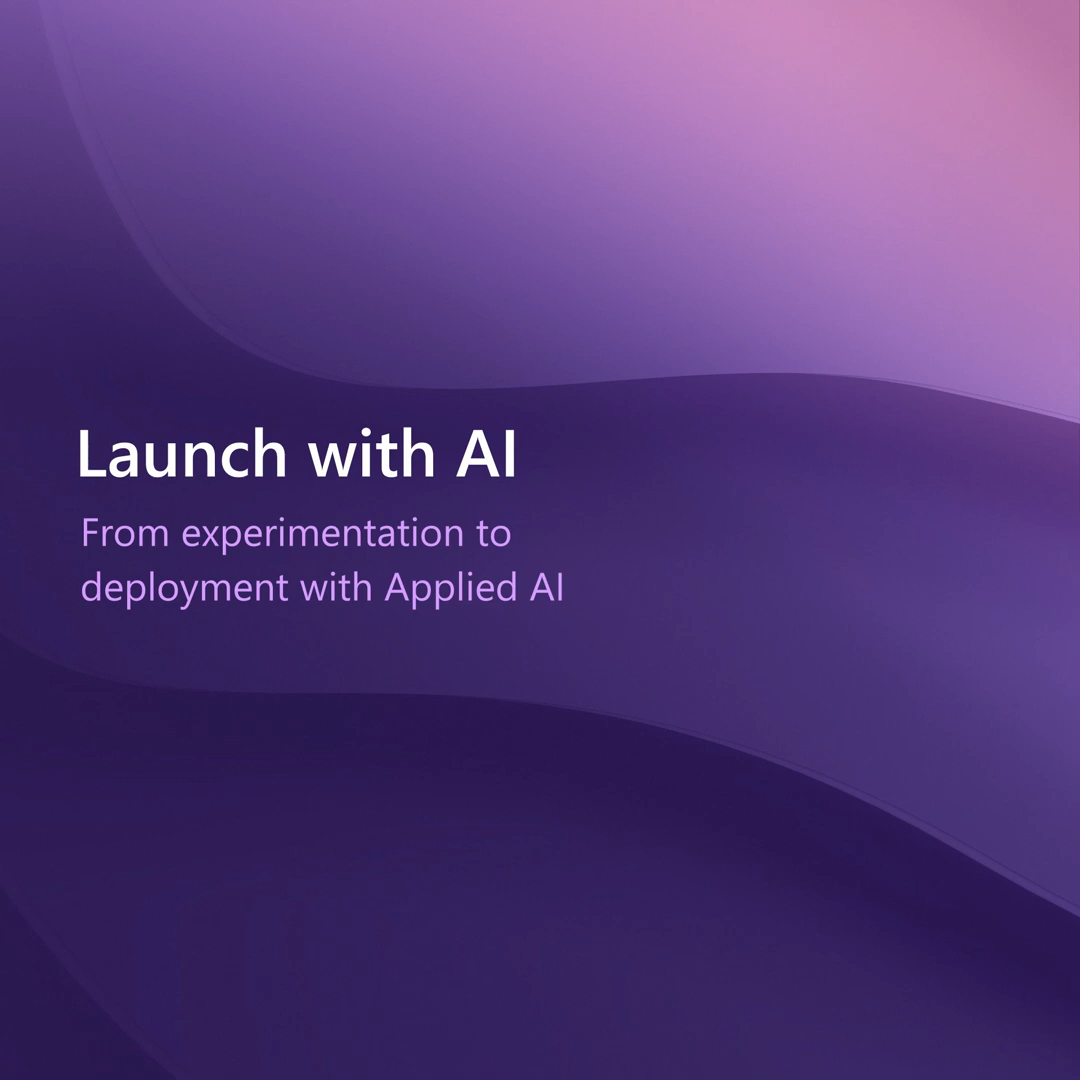 Launch with AI
From experimentation to
deployment with Applied AI